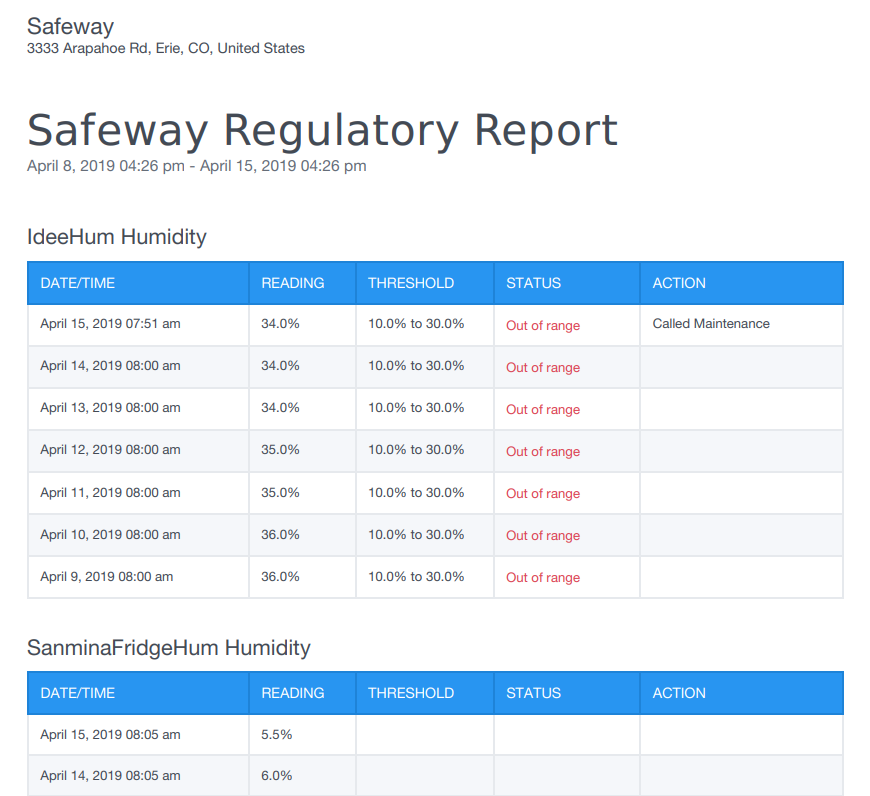 Safeway
3333 Arapahoe Rd, Erie, CO, United States
Safeway Regulatory Report
April 8, 2019 04:26 pm - April 15, 2019 04:26 pm
IdeeHum Humidity
DATE/TIME READING THRESHOLD STATUS ACTION
April 15, 2019 07:51 am 34.0% 10.0% to 30.0% Out of range Called Maintenance
April 14, 2019 08:00 am 34.0% 10.0% to 30.0% Out of range
April 13, 2019 08:00 am 34.0% 10.0% to 30.0% Out of range
April 12, 2019 08:00 am 35.0% 10.0% to 30.0% Out of range
April 11, 2019 08:00 am 35.0% 10.0% to 30.0% Out of range
April 10, 2019 08:00 am 36.0% 10.0% to 30.0% Out of range
April 9, 2019 08:00 am 36.0% 10.0% to 30.0% Out of range
SanminaFridgeHum Humidity
DATE/TIME READING THRESHOLD STATUS ACTION
April 15, 2019 08:05 am 5.5%
April 14, 2019 08:05 am 6.0%